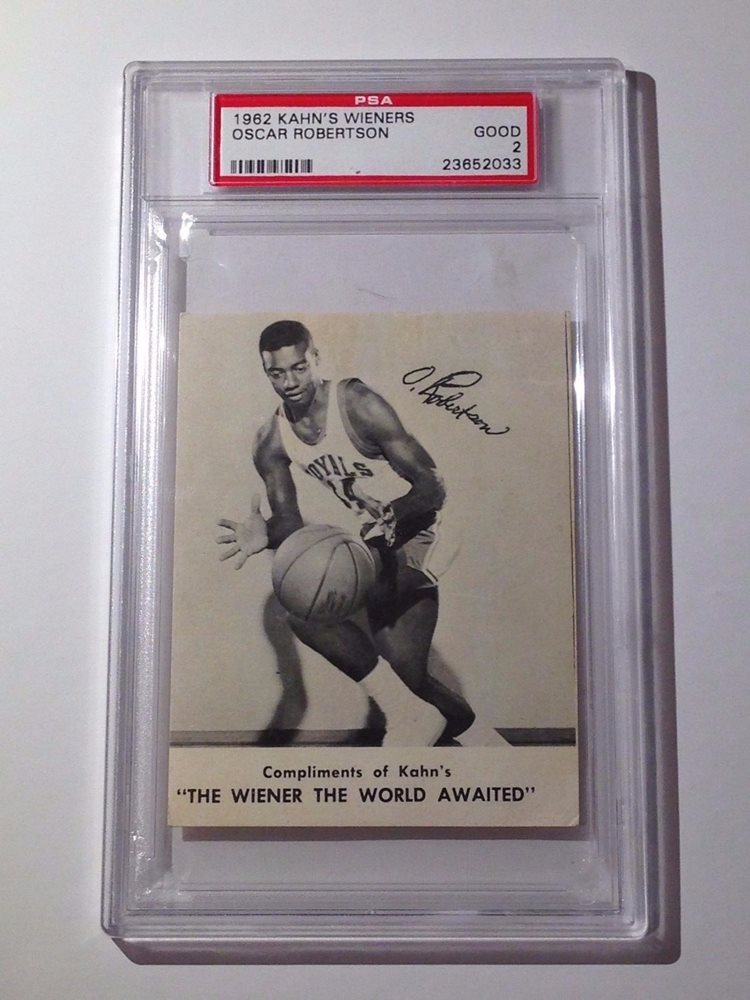 PSA
1962 KAHN'S WIENERS
OSCAR ROBERTSON GOOD
2
23652033
O. Robertson
ROYALS
Compliments of Kahn's
"THE WIENER THE WORLD AWAITED"